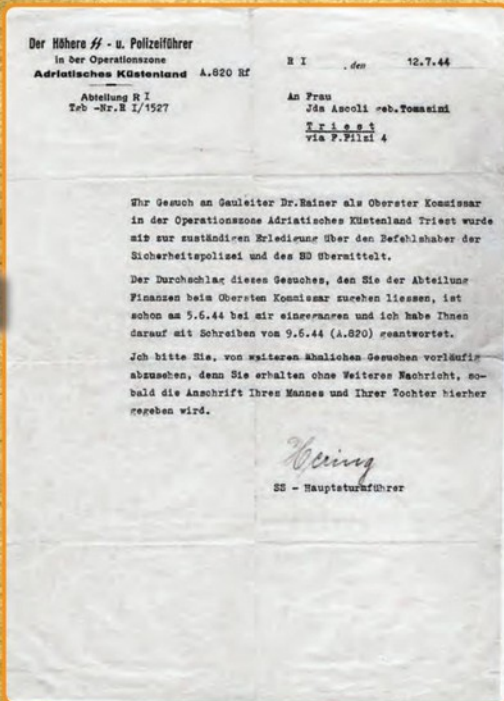 Der Höhere SS - u. Polizeiführer
in der Operationszone
Adriatisches Küstenland A.820 Rf
Abteilung R I
Tgb -Nr.R I/1527
R I , den 12.7.44
An Frau
Jda Ascoli geb.Tomasini
Triest
via F.Filzi 4
Ihr Gesuch an Gauleiter Dr.Rainer als Oberster Kommissar
in der Operationszone Adriatisches Küstenland Triest wurde
mir zur zuständigen Erledigung über den Befehlshaber der
Sicherheitspolizei und des SD übermittelt.
Der Durchschlag dieses Gesuches, den Sie der Abteilung
Finanzen beim Obersten Kommissar zugehen liessen, ist
schon am 5.6.44 bei mir eingegangen und ich habe Ihnen
darauf mit Schreiben vom 9.6.44 (A.820) geantwortet.
Jch bitte Sie, von weiteren ähnlichen Gesuchen vorläufig
abzusehen, denn Sie erhalten ohne Weiteres Nachricht, so-
bald die Anschrift Ihres Mannes und Ihrer Tochter hierher
gegeben wird.
Hering
SS - Hauptsturmführer